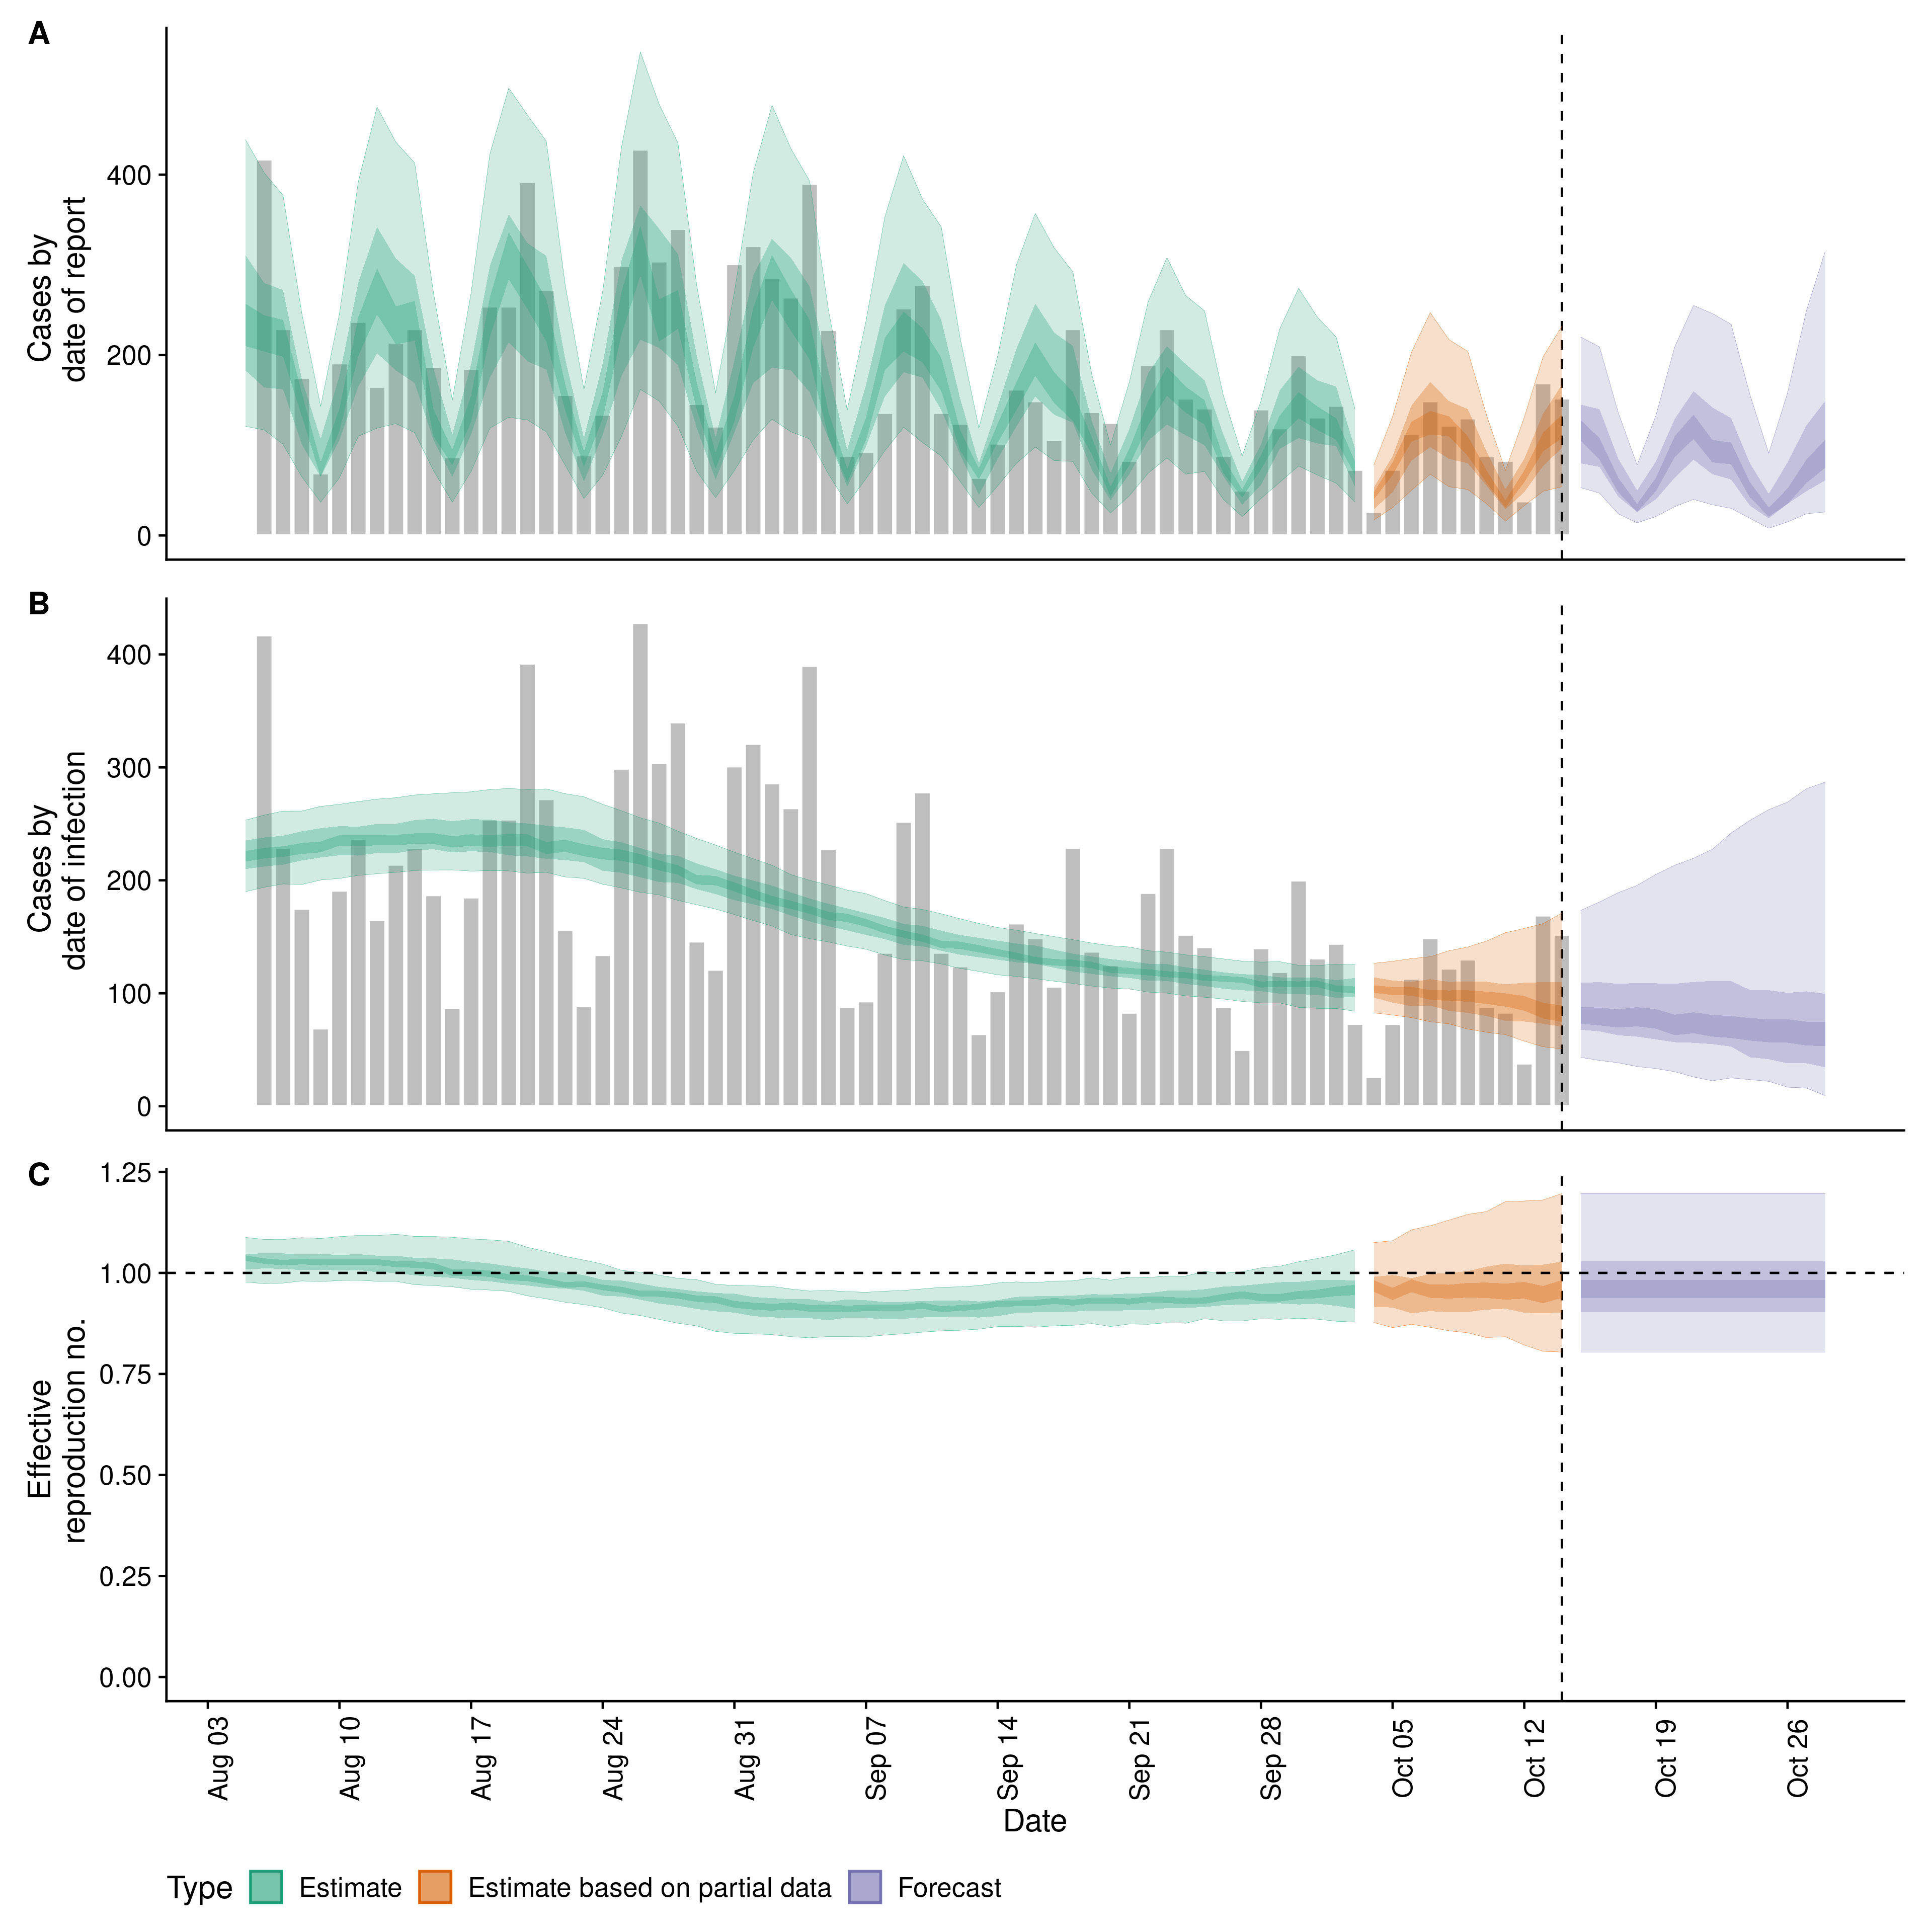 A
Cases by
date of report
400
200
0
B
Cases by
date of infection
400
300
200
100
0
C
Effective
reproduction no.
1.25
1.00
0.75
0.50
0.25
0.00
Aug 03
Aug 10
Aug 17
Aug 24
Aug 31
Sep 07
Sep 14
Sep 21
Sep 28
Oct 05
Oct 12
Oct 19
Oct 26
Date
Type Estimate Estimate based on partial data Forecast